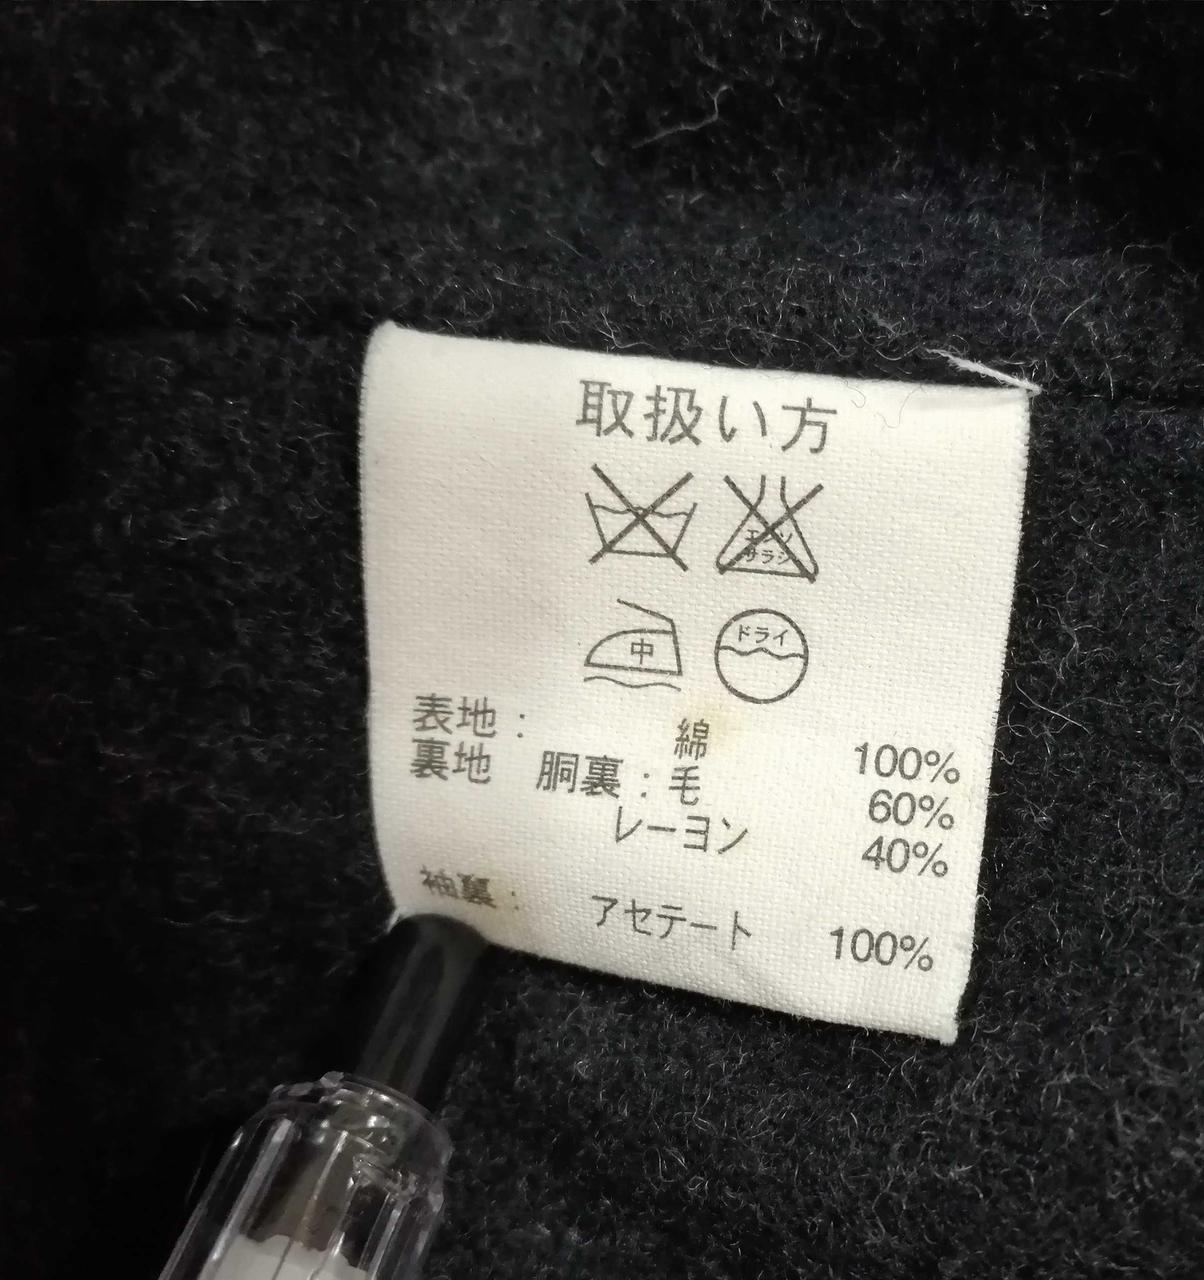 取扱い方
エンソ
サラシ
中
ドライ
表地： 綿 100%
裏地 胴裏：毛 60%
レーヨン 40%
袖裏： アセテート 100%